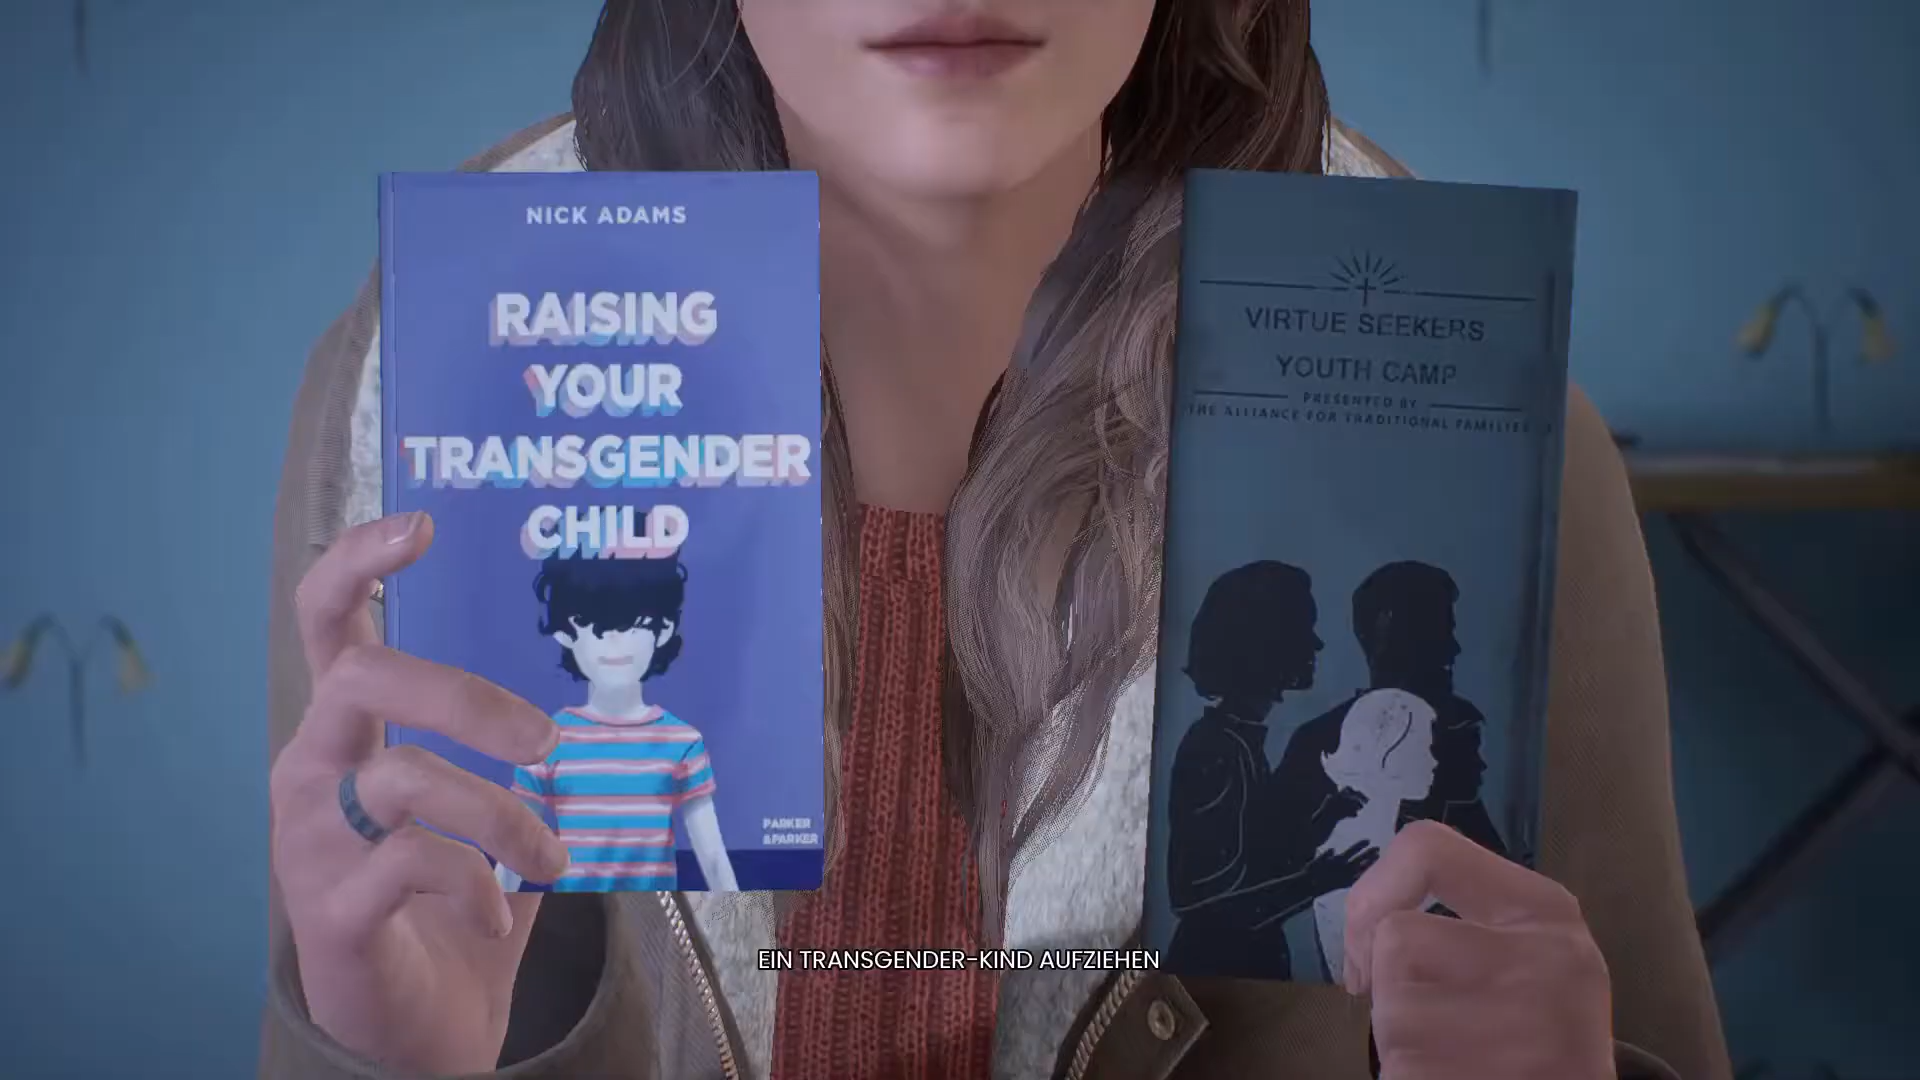 NICK ADAMS
RAISING
YOUR
TRANSGENDER
CHILD
PARKER
&PARKER
VIRTUE SEEKERS
YOUTH CAMP
PRESENTED BY
THE ALLIANCE FOR TRADITIONAL FAMILIES
EIN TRANSGENDER-KIND AUFZIEHEN